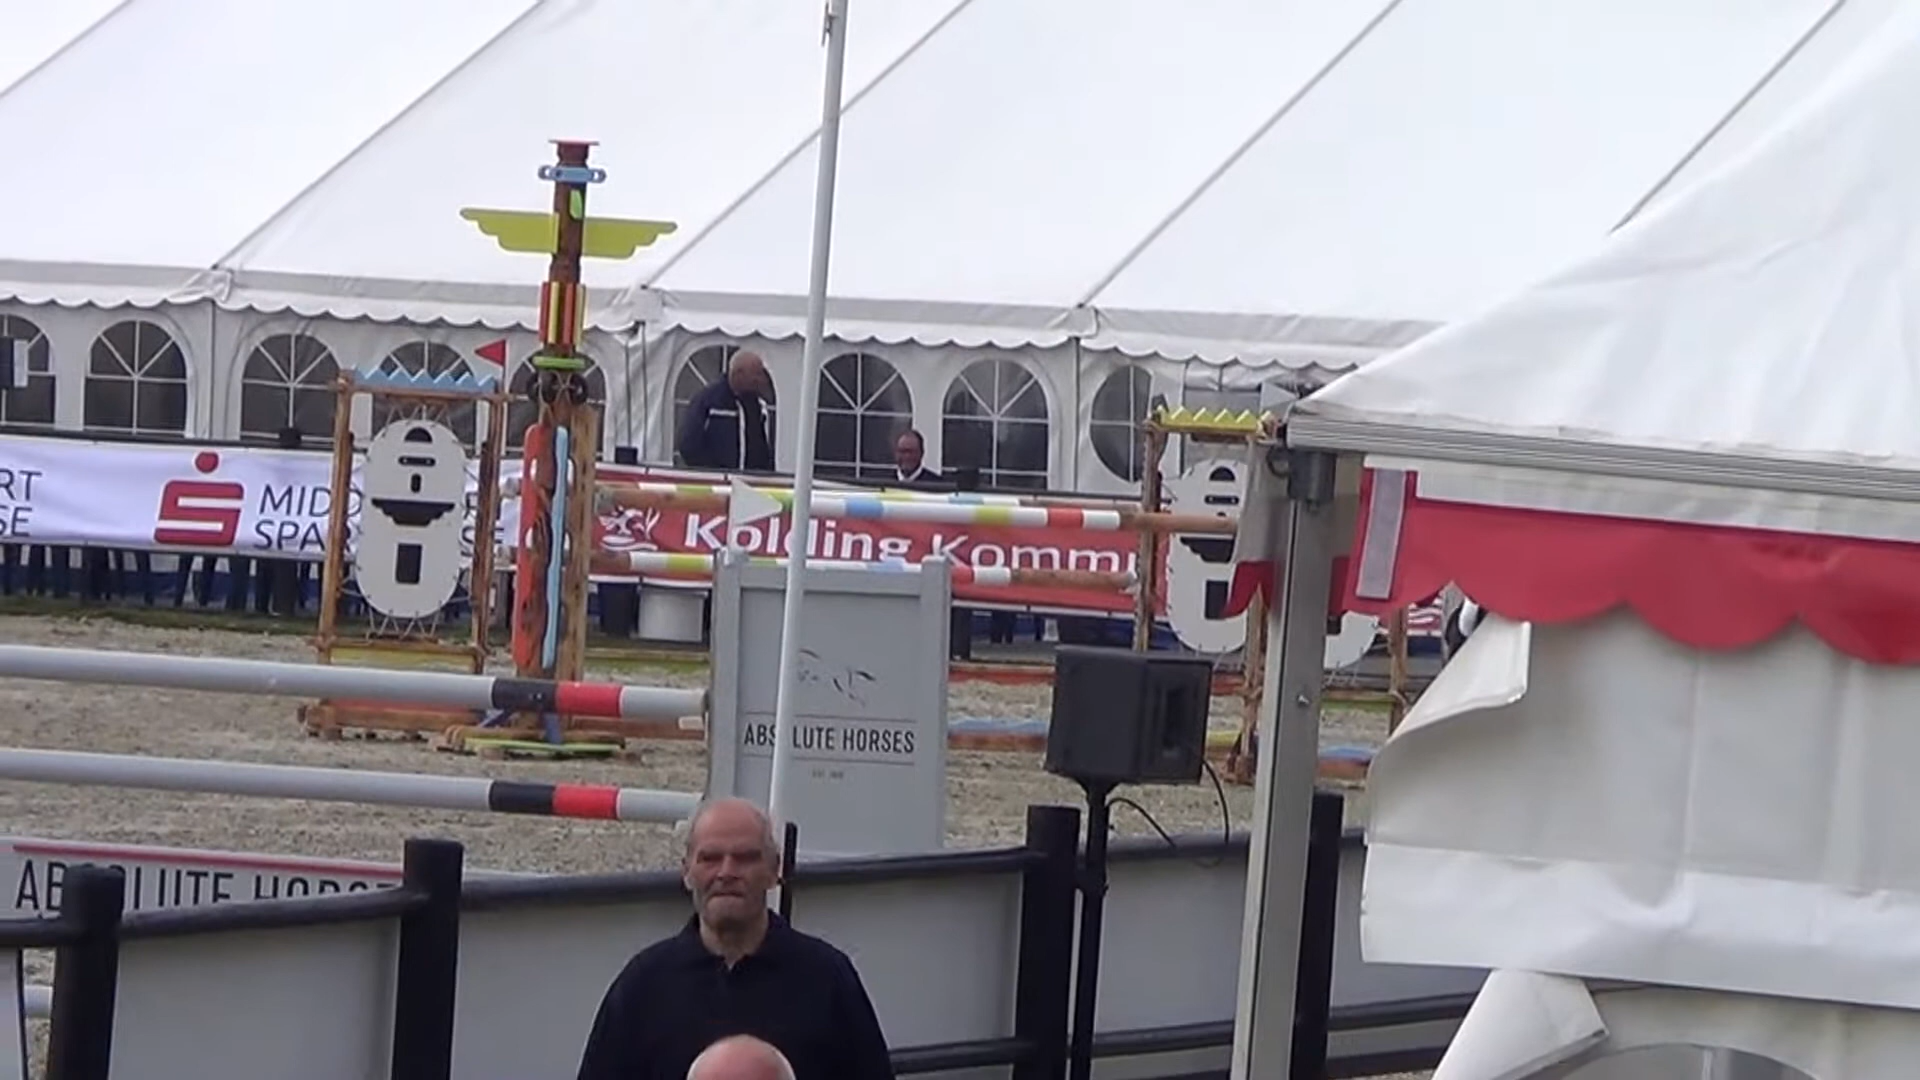 RT
SE
MIDD
SPAR
Kolding Kommu
ABSOLUTE HORSES
ABSOLUTE HORSE